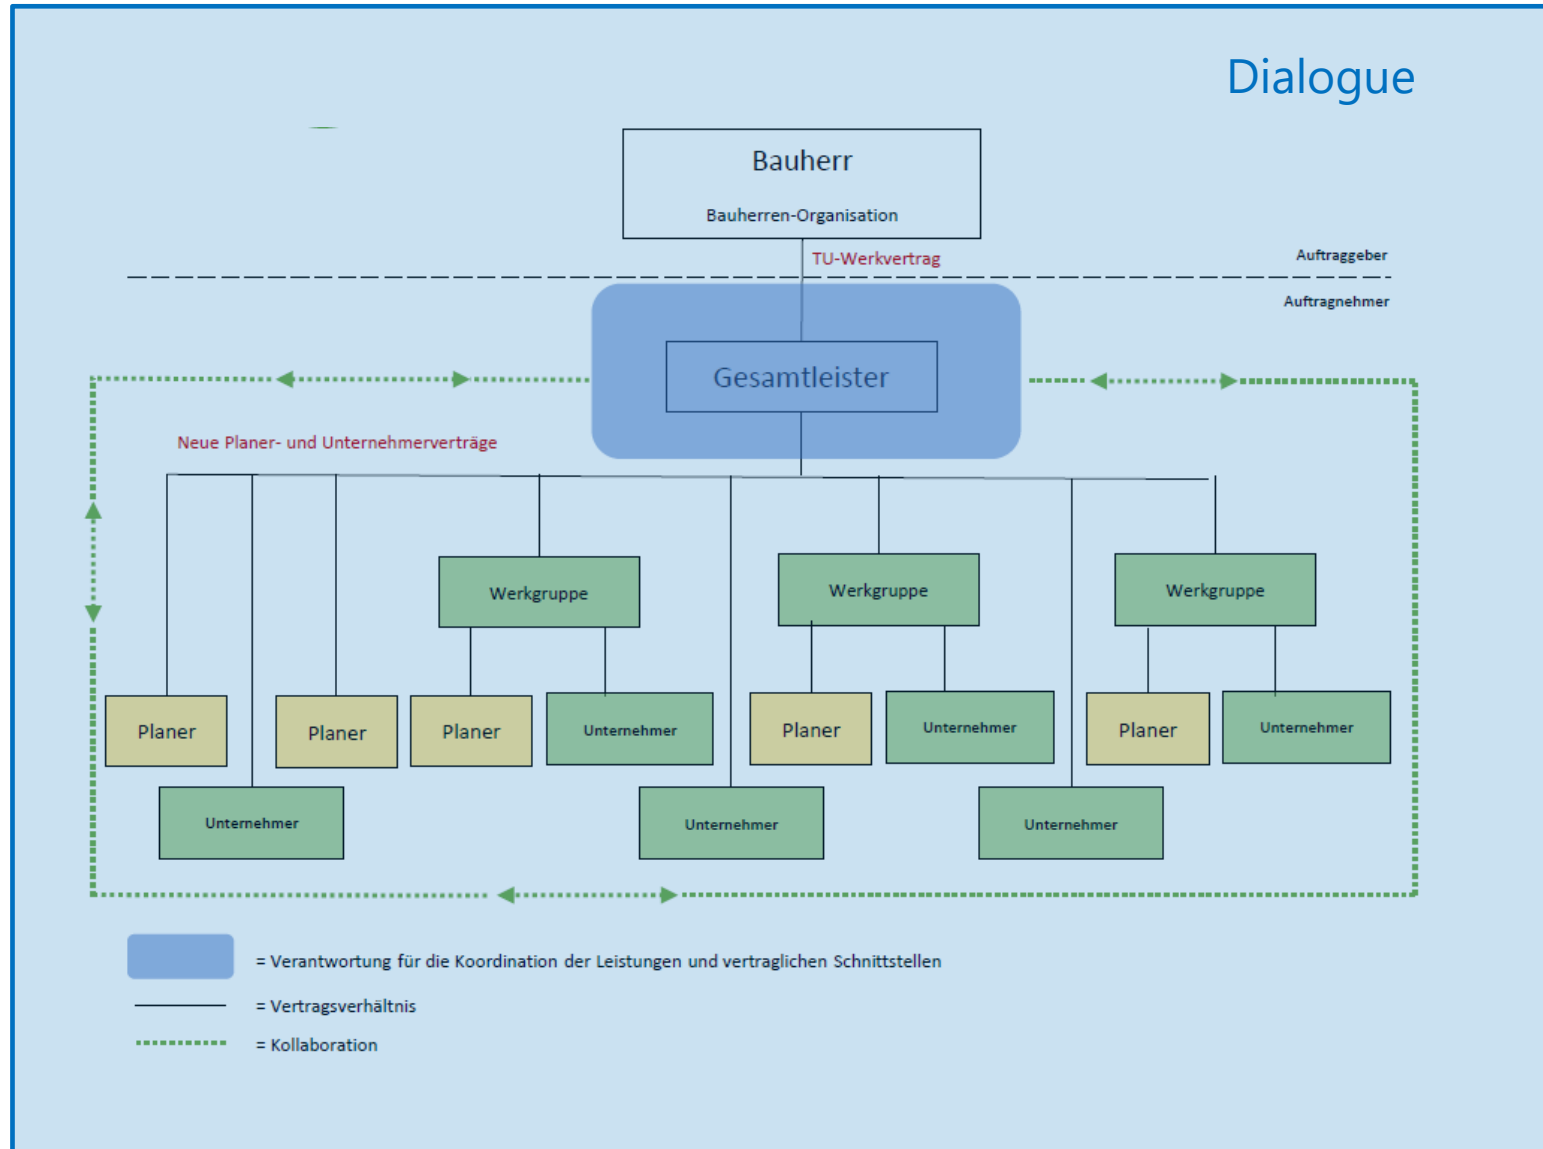 Dialogue
Bauherr
Bauherren-Organisation
TU-Werkvertrag
Auftraggeber
Auftragnehmer
Gesamtleister
Neue Planer- und Unternehmerverträge
Werkgruppe
Werkgruppe
Werkgruppe
Planer
Planer
Planer
Unternehmer
Planer
Unternehmer
Planer
Unternehmer
Unternehmer
Unternehmer
Unternehmer
= Verantwortung für die Koordination der Leistungen und vertraglichen Schnittstellen
= Vertragsverhältnis
= Kollaboration